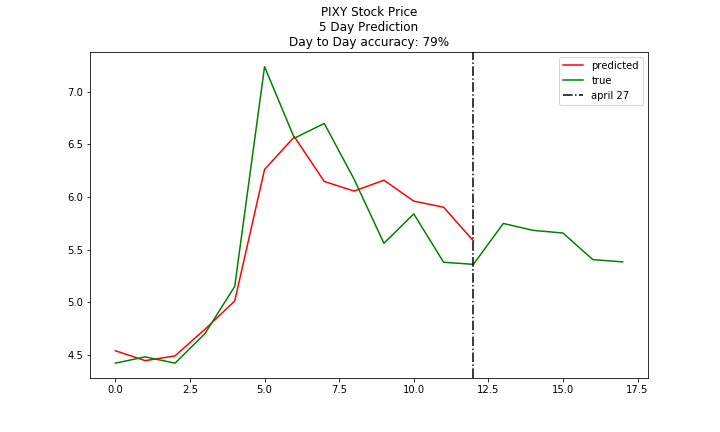 PIXY Stock Price
5 Day Prediction
Day to Day accuracy: 79%
predicted
true
april 27
7.0
6.5
6.0
5.5
5.0
4.5
0.0 2.5 5.0 7.5 10.0 12.5 15.0 17.5